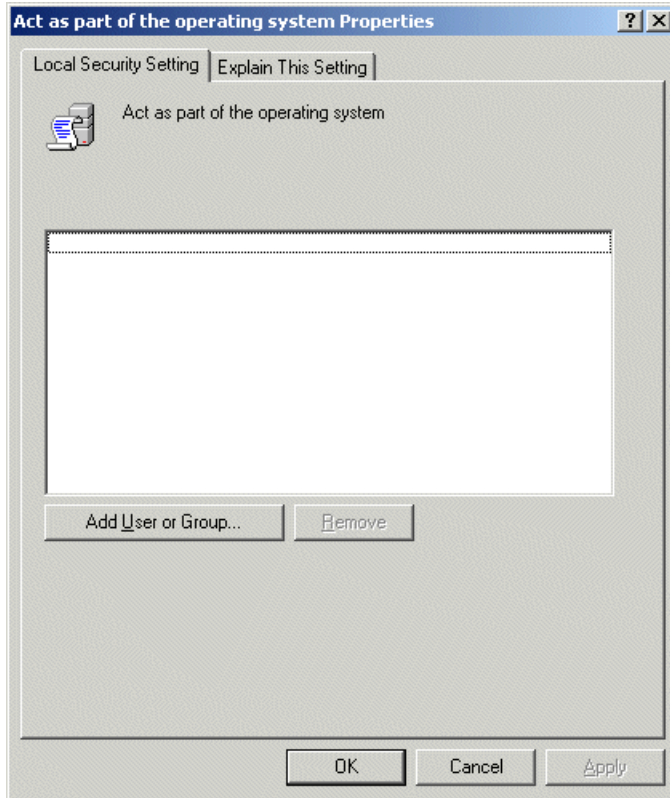 Act as part of the operating system Properties
Local Security Setting
Explain This Setting
Act as part of the operating system
Add User or Group...
Remove
OK
Cancel
Apply